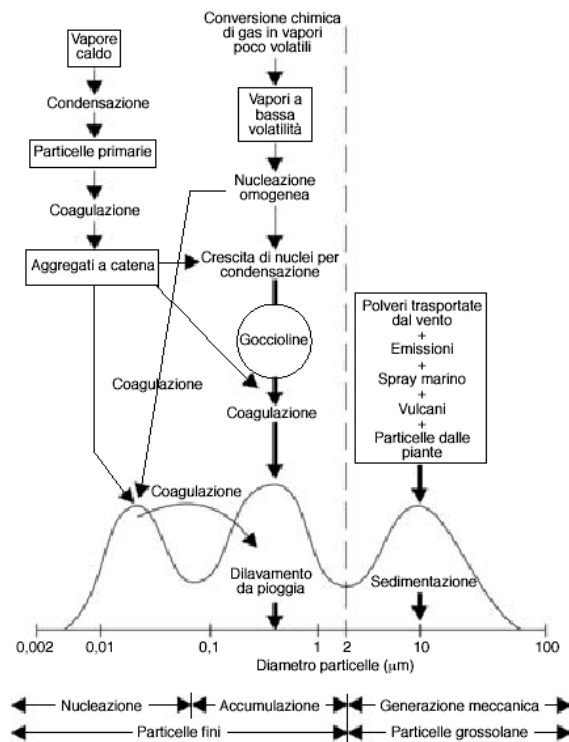 Vapore
caldo
Condensazione
Particelle primarie
Coagulazione
Aggregati a catena
Conversione chimica
di gas in vapori
poco volatili
Vapori a
bassa
volatilità
Nucleazione
omogenea
Crescita di nuclei per
condensazione
Goccioline
Coagulazione
Coagulazione
Polveri trasportate
dal vento
+
Emissioni
+
Spray marino
+
Vulcani
+
Particelle dalle
piante
Coagulazione
Dilavamento
da pioggia
Sedimentazione
0,002 0,01 0,1 1 2 10 100
Diametro particelle (μm)
Nucleazione Accumulazione Generazione meccanica
Particelle fini Particelle grossolane